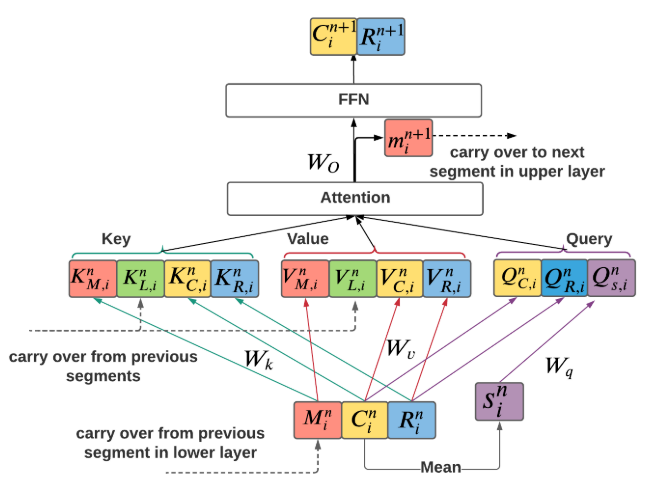 C_i^{n+1} R_i^{n+1}
FFN
m_i^{n+1}
W_O
carry over to next
segment in upper layer
Attention
Key Value Query
K_{M,i}^n K_{L,i}^n K_{C,i}^n K_{R,i}^n V_{M,i}^n V_{L,i}^n V_{C,i}^n V_{R,i}^n Q_{C,i}^n Q_{R,i}^n Q_{s,i}^n
carry over from previous
segments
W_k W_v W_q
M_i^n C_i^n R_i^n s_i^n
carry over from previous
segment in lower layer
Mean